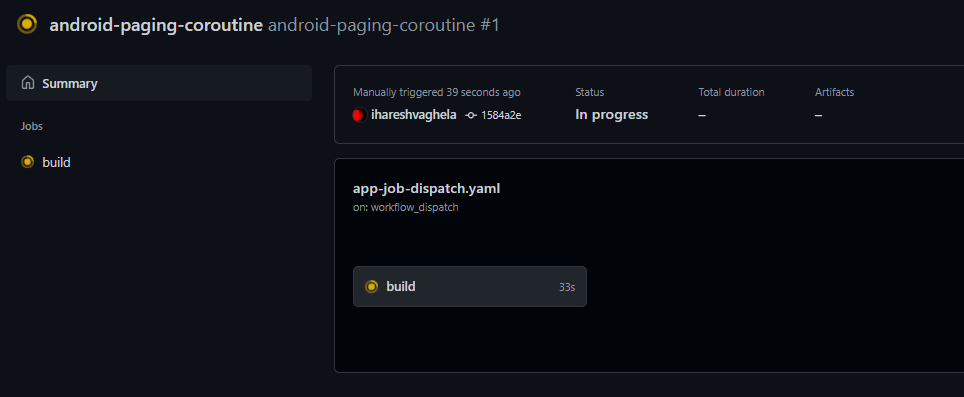 android-paging-coroutine android-paging-coroutine #1
Summary
Jobs
build
Manually triggered 39 seconds ago
ihareshvaghela 1584a2e
Status
In progress
Total duration
–
Artifacts
–
app-job-dispatch.yaml
on: workflow_dispatch
build 33s